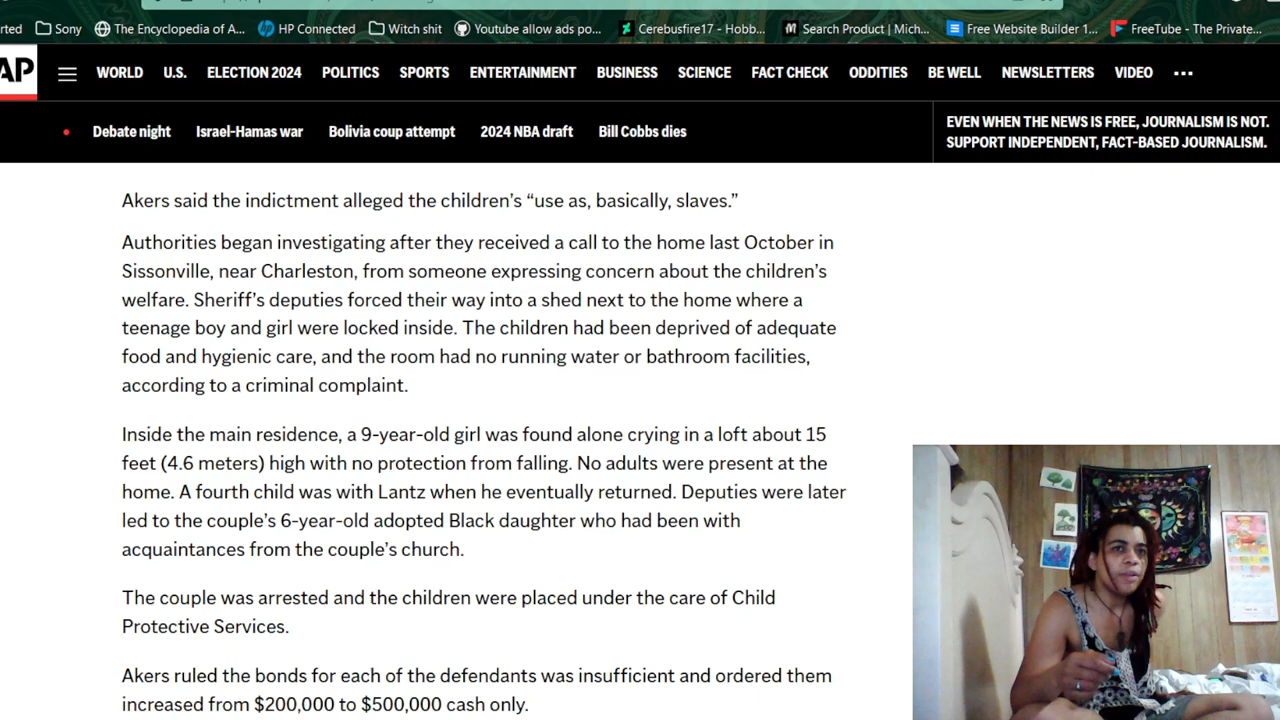 rted Sony The Encyclopedia of A... HP Connected Witch shit Youtube allow ads po... Cerebusfire17 - Hobb... Search Product | Mich... Free Website Builder 1... FreeTube - The Private...
AP WORLD U.S. ELECTION 2024 POLITICS SPORTS ENTERTAINMENT BUSINESS SCIENCE FACT CHECK ODDITIES BE WELL NEWSLETTERS VIDEO ...
Debate night Israel-Hamas war Bolivia coup attempt 2024 NBA draft Bill Cobbs dies
EVEN WHEN THE NEWS IS FREE, JOURNALISM IS NOT.
SUPPORT INDEPENDENT, FACT-BASED JOURNALISM.
Akers said the indictment alleged the children’s “use as, basically, slaves.”
Authorities began investigating after they received a call to the home last October in
Sissonville, near Charleston, from someone expressing concern about the children’s
welfare. Sheriff’s deputies forced their way into a shed next to the home where a
teenage boy and girl were locked inside. The children had been deprived of adequate
food and hygienic care, and the room had no running water or bathroom facilities,
according to a criminal complaint.
Inside the main residence, a 9-year-old girl was found alone crying in a loft about 15
feet (4.6 meters) high with no protection from falling. No adults were present at the
home. A fourth child was with Lantz when he eventually returned. Deputies were later
led to the couple’s 6-year-old adopted Black daughter who had been with
acquaintances from the couple’s church.
The couple was arrested and the children were placed under the care of Child
Protective Services.
Akers ruled the bonds for each of the defendants was insufficient and ordered them
increased from $200,000 to $500,000 cash only.